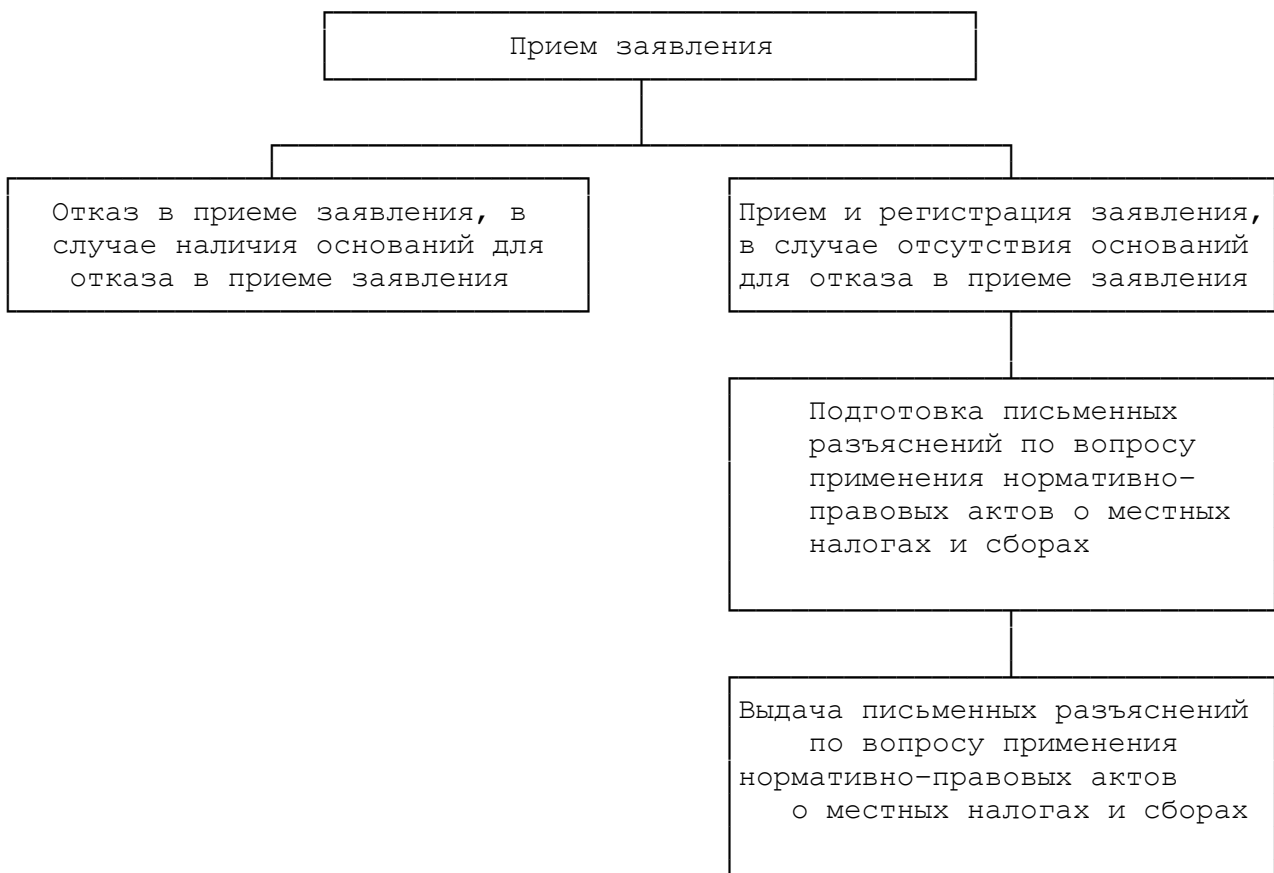 Прием заявления
Отказ в приеме заявления, в
случае наличия оснований для
отказа в приеме заявления
Прием и регистрация заявления,
в случае отсутствия оснований
для отказа в приеме заявления
Подготовка письменных
разъяснений по вопросу
применения нормативно-
правовых актов о местных
налогах и сборах
Выдача письменных разъяснений
по вопросу применения
нормативно-правовых актов
о местных налогах и сборах